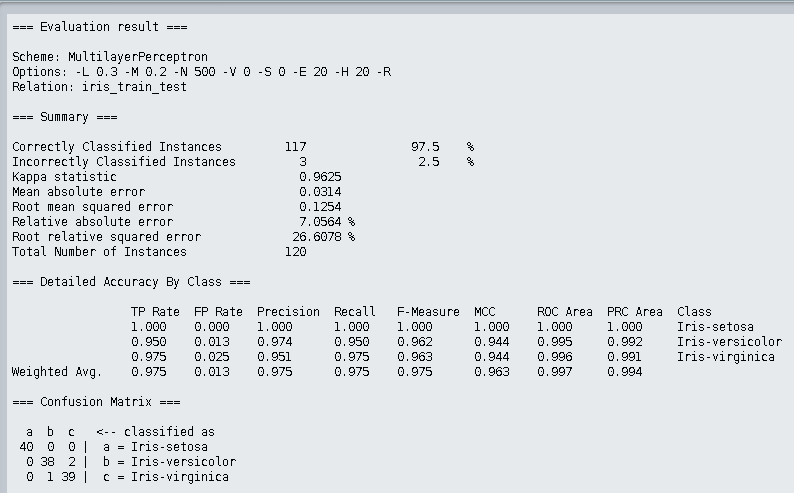 === Evaluation result ===
Scheme: MultilayerPerceptron
Options: -L 0.3 -M 0.2 -N 500 -V 0 -S 0 -E 20 -H 20 -R
Relation: iris_train_test
=== Summary ===
Correctly Classified Instances 117 97.5 %
Incorrectly Classified Instances 3 2.5 %
Kappa statistic 0.9625
Mean absolute error 0.0314
Root mean squared error 0.1254
Relative absolute error 7.0564 %
Root relative squared error 26.6078 %
Total Number of Instances 120
=== Detailed Accuracy By Class ===
TP Rate FP Rate Precision Recall F-Measure MCC ROC Area PRC Area Class
1.000 0.000 1.000 1.000 1.000 1.000 1.000 1.000 Iris-setosa
0.950 0.013 0.974 0.950 0.962 0.944 0.995 0.992 Iris-versicolor
0.975 0.025 0.951 0.975 0.963 0.944 0.996 0.991 Iris-virginica
Weighted Avg. 0.975 0.013 0.975 0.975 0.975 0.963 0.997 0.994
=== Confusion Matrix ===
a b c <-- classified as
40 0 0 | a = Iris-setosa
0 38 2 | b = Iris-versicolor
0 1 39 | c = Iris-virginica